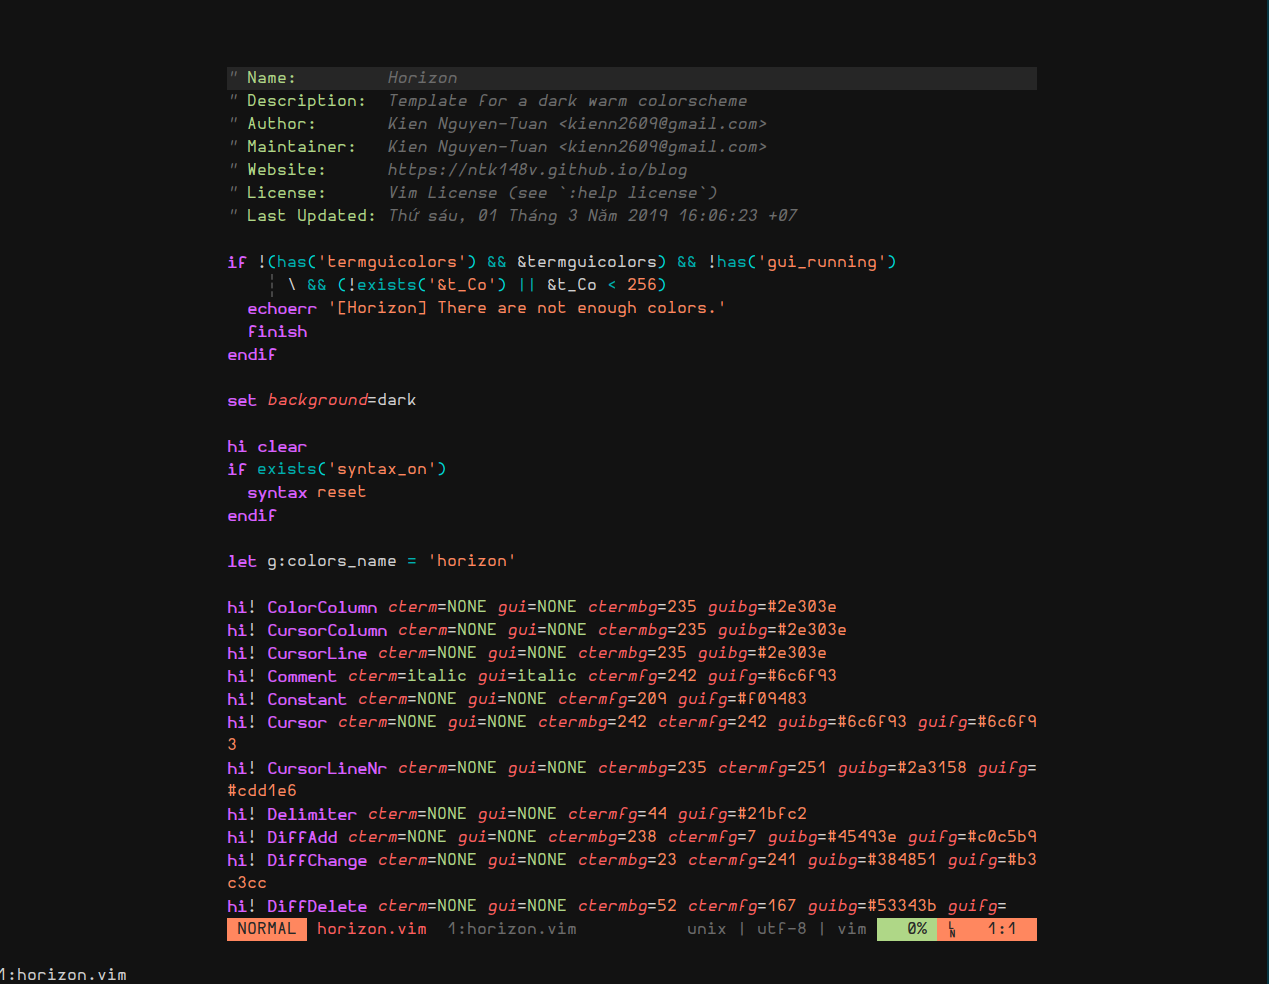 " Name:         Horizon
" Description:  Template for a dark warm colorscheme
" Author:       Kien Nguyen-Tuan <kienn2609@gmail.com>
" Maintainer:   Kien Nguyen-Tuan <kienn2609@gmail.com>
" Website:      https://ntk148v.github.io/blog
" License:      Vim License (see `:help license`)
" Last Updated: Thứ sáu, 01 Tháng 3 Năm 2019 16:06:23 +07
if !(has('termguicolors') && &termguicolors) && !has('gui_running')
    ¦ \ && (!exists('&t_Co') || &t_Co < 256)
  echoerr '[Horizon] There are not enough colors.'
  finish
endif
set background=dark
hi clear
if exists('syntax_on')
  syntax reset
endif
let g:colors_name = 'horizon'
hi! ColorColumn cterm=NONE gui=NONE ctermbg=235 guibg=#2e303e
hi! CursorColumn cterm=NONE gui=NONE ctermbg=235 guibg=#2e303e
hi! CursorLine cterm=NONE gui=NONE ctermbg=235 guibg=#2e303e
hi! Comment cterm=italic gui=italic ctermfg=242 guifg=#6c6f93
hi! Constant cterm=NONE gui=NONE ctermfg=209 guifg=#f09483
hi! Cursor cterm=NONE gui=NONE ctermbg=242 ctermfg=242 guibg=#6c6f93 guifg=#6c6f9
3
hi! CursorLineNr cterm=NONE gui=NONE ctermbg=235 ctermfg=251 guibg=#2a3158 guifg=
#cdd1e6
hi! Delimiter cterm=NONE gui=NONE ctermfg=44 guifg=#21bfc2
hi! DiffAdd cterm=NONE gui=NONE ctermbg=238 ctermfg=7 guibg=#45493e guifg=#c0c5b9
hi! DiffChange cterm=NONE gui=NONE ctermbg=23 ctermfg=241 guibg=#384851 guifg=#b3
c3cc
hi! DiffDelete cterm=NONE gui=NONE ctermbg=52 ctermfg=167 guibg=#53343b guifg=
NORMAL horizon.vim 1:horizon.vim unix | utf-8 | vim 0% LN 1:1
1:horizon.vim